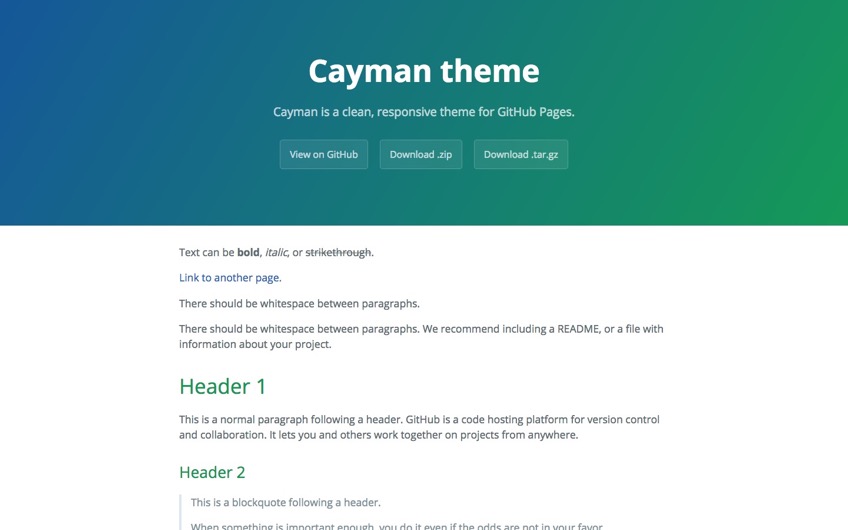 Cayman theme
Cayman is a clean, responsive theme for GitHub Pages.
View on GitHub
Download .zip
Download .tar.gz
Text can be bold, italic, or strikethrough.
Link to another page.
There should be whitespace between paragraphs.
There should be whitespace between paragraphs. We recommend including a README, or a file with
information about your project.
Header 1
This is a normal paragraph following a header. GitHub is a code hosting platform for version control
and collaboration. It lets you and others work together on projects from anywhere.
Header 2
This is a blockquote following a header.
When something is important enough, you do it even if the odds are not in your favor.